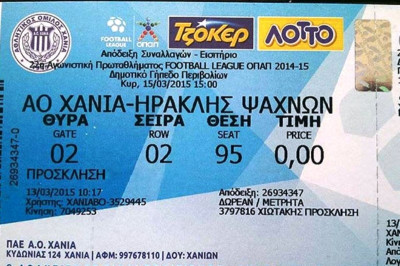 ΑΘΛΗΤΙΚΟΣ ΟΜΙΛΟΣ ΧΑΝΙΑ
FOOTBALL LEAGUE
ΟΠΑΠ
ΤΖΟΚΕΡ
ΛΟΤΤΟ
Απόδειξη Συναλλαγών - Εισιτήριο
Αγωνιστική Πρωταθλήματος FOOTBALL LEAGUE ΟΠΑΠ 2014-15
Δημοτικό Γήπεδο Περιβολίων
Κυρ, 15/03/2015 15:00
ΑΟ ΧΑΝΙΑ-ΗΡΑΚΛΗΣ ΨΑΧΝΩΝ
ΘΥΡΑ ΣΕΙΡΑ ΘΕΣΗ ΤΙΜΗ
GATE ROW SEAT PRICE
02 02 95 0,00
ΠΡΟΣΚΛΗΣΗ
26934347-0
13/03/2015 10:17 Απόδειξη: 26934347
Χρήστης: ΧΑΝΙΑΒΟ-3529445 ΔΩΡΕΑΝ / ΜΕΤΡΗΤΑ
Κίνηση: 7049253 3797816 ΧΙΩΤΑΚΗΣ ΠΡΟΣΚΛΗΣΗ
ΠΑΕ Α.Ο. ΧΑΝΙΑ
ΚΥΔΩΝΙΑΣ 124 ΧΑΝΙΑ | ΑΦΜ: 997678110 | ΔΟΥ: ΧΑΝΙΩΝ